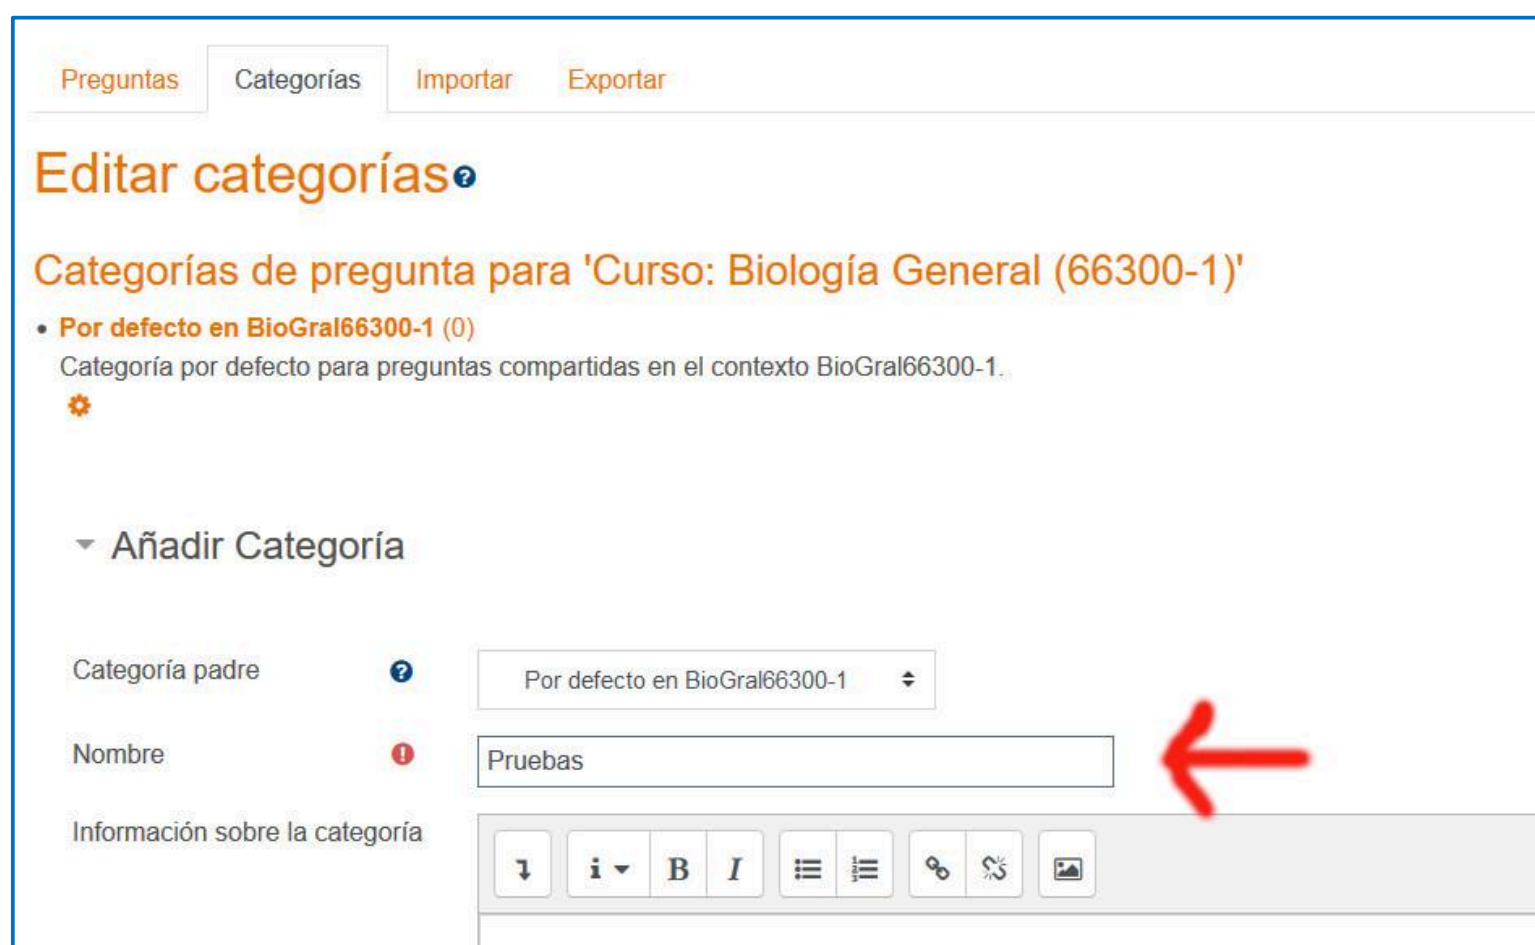 Preguntas Categorías Importar Exportar
Editar categorías
Categorías de pregunta para 'Curso: Biología General (66300-1)'
Por defecto en BioGral66300-1 (0)
Categoría por defecto para preguntas compartidas en el contexto BioGral66300-1.
Añadir Categoría
Categoría padre Por defecto en BioGral66300-1
Nombre Pruebas
Información sobre la categoría i B I